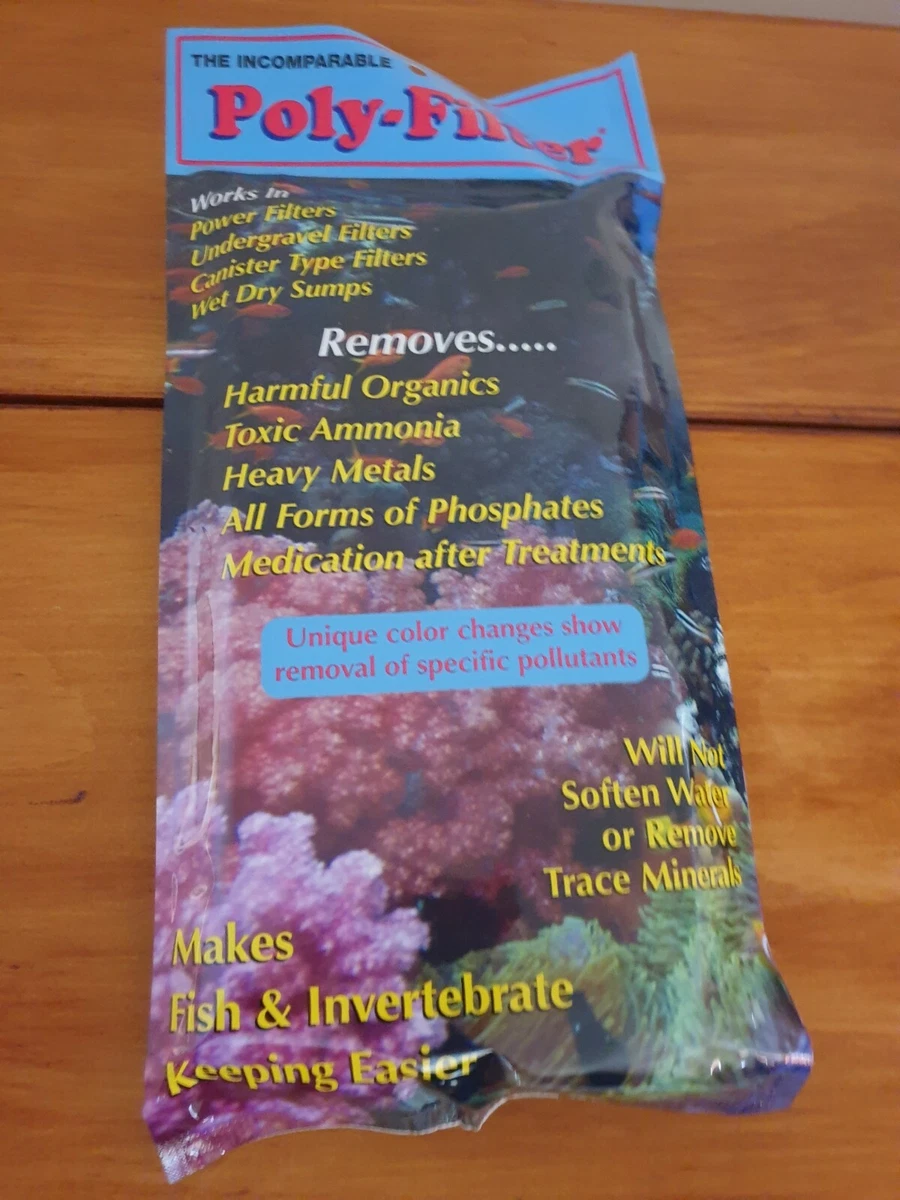 THE INCOMPARABLE
Poly-Filter
Works In
Power Filters
Undergravel Filters
Canister Type Filters
Wet Dry Sumps
Removes.....
Harmful Organics
Toxic Ammonia
Heavy Metals
All Forms of Phosphates
Medication after Treatments
Unique color changes show
removal of specific pollutants
Will Not
Soften Water
or Remove
Trace Minerals
Makes
Fish & Invertebrate
Keeping Easier